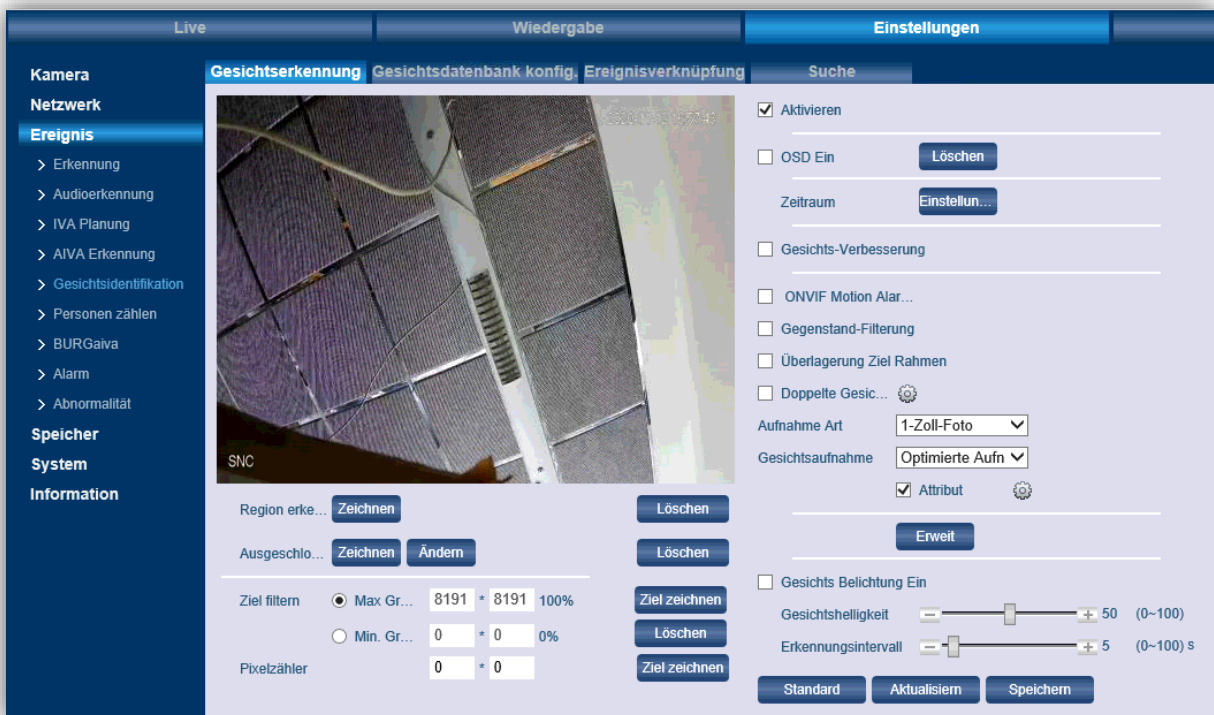 Live
Wiedergabe
Einstellungen
Kamera
Netzwerk
Ereignis
Erkennung
Audioerkennung
IVA Planung
AIVA Erkennung
Gesichtsidentifikation
Personen zählen
BURGaiva
Alarm
Abnormalität
Speicher
System
Information
Gesichtserkennung
Gesichtsdatenbank konfig.
Ereignisverknüpfung
Suche
SNC
Region erke... Zeichnen Löschen
Ausgeschlo... Zeichnen Ändern Löschen
Ziel filtern Max Gr... 8191 * 8191 100% Ziel zeichnen
Min. Gr... 0 * 0 0% Löschen
Pixelzähler 0 * 0 Ziel zeichnen
Aktivieren
OSD Ein Löschen
Zeitraum Einstellun...
Gesichts-Verbesserung
ONVIF Motion Alar...
Gegenstand-Filterung
Überlagerung Ziel Rahmen
Doppelte Gesic...
Aufnahme Art 1-Zoll-Foto
Gesichtsaufnahme Optimierte Aufn
Attribut
Erweit
Gesichts Belichtung Ein
Gesichtshelligkeit 50 (0~100)
Erkennungsintervall 5 (0~100) s
Standard Aktualisiern Speichern